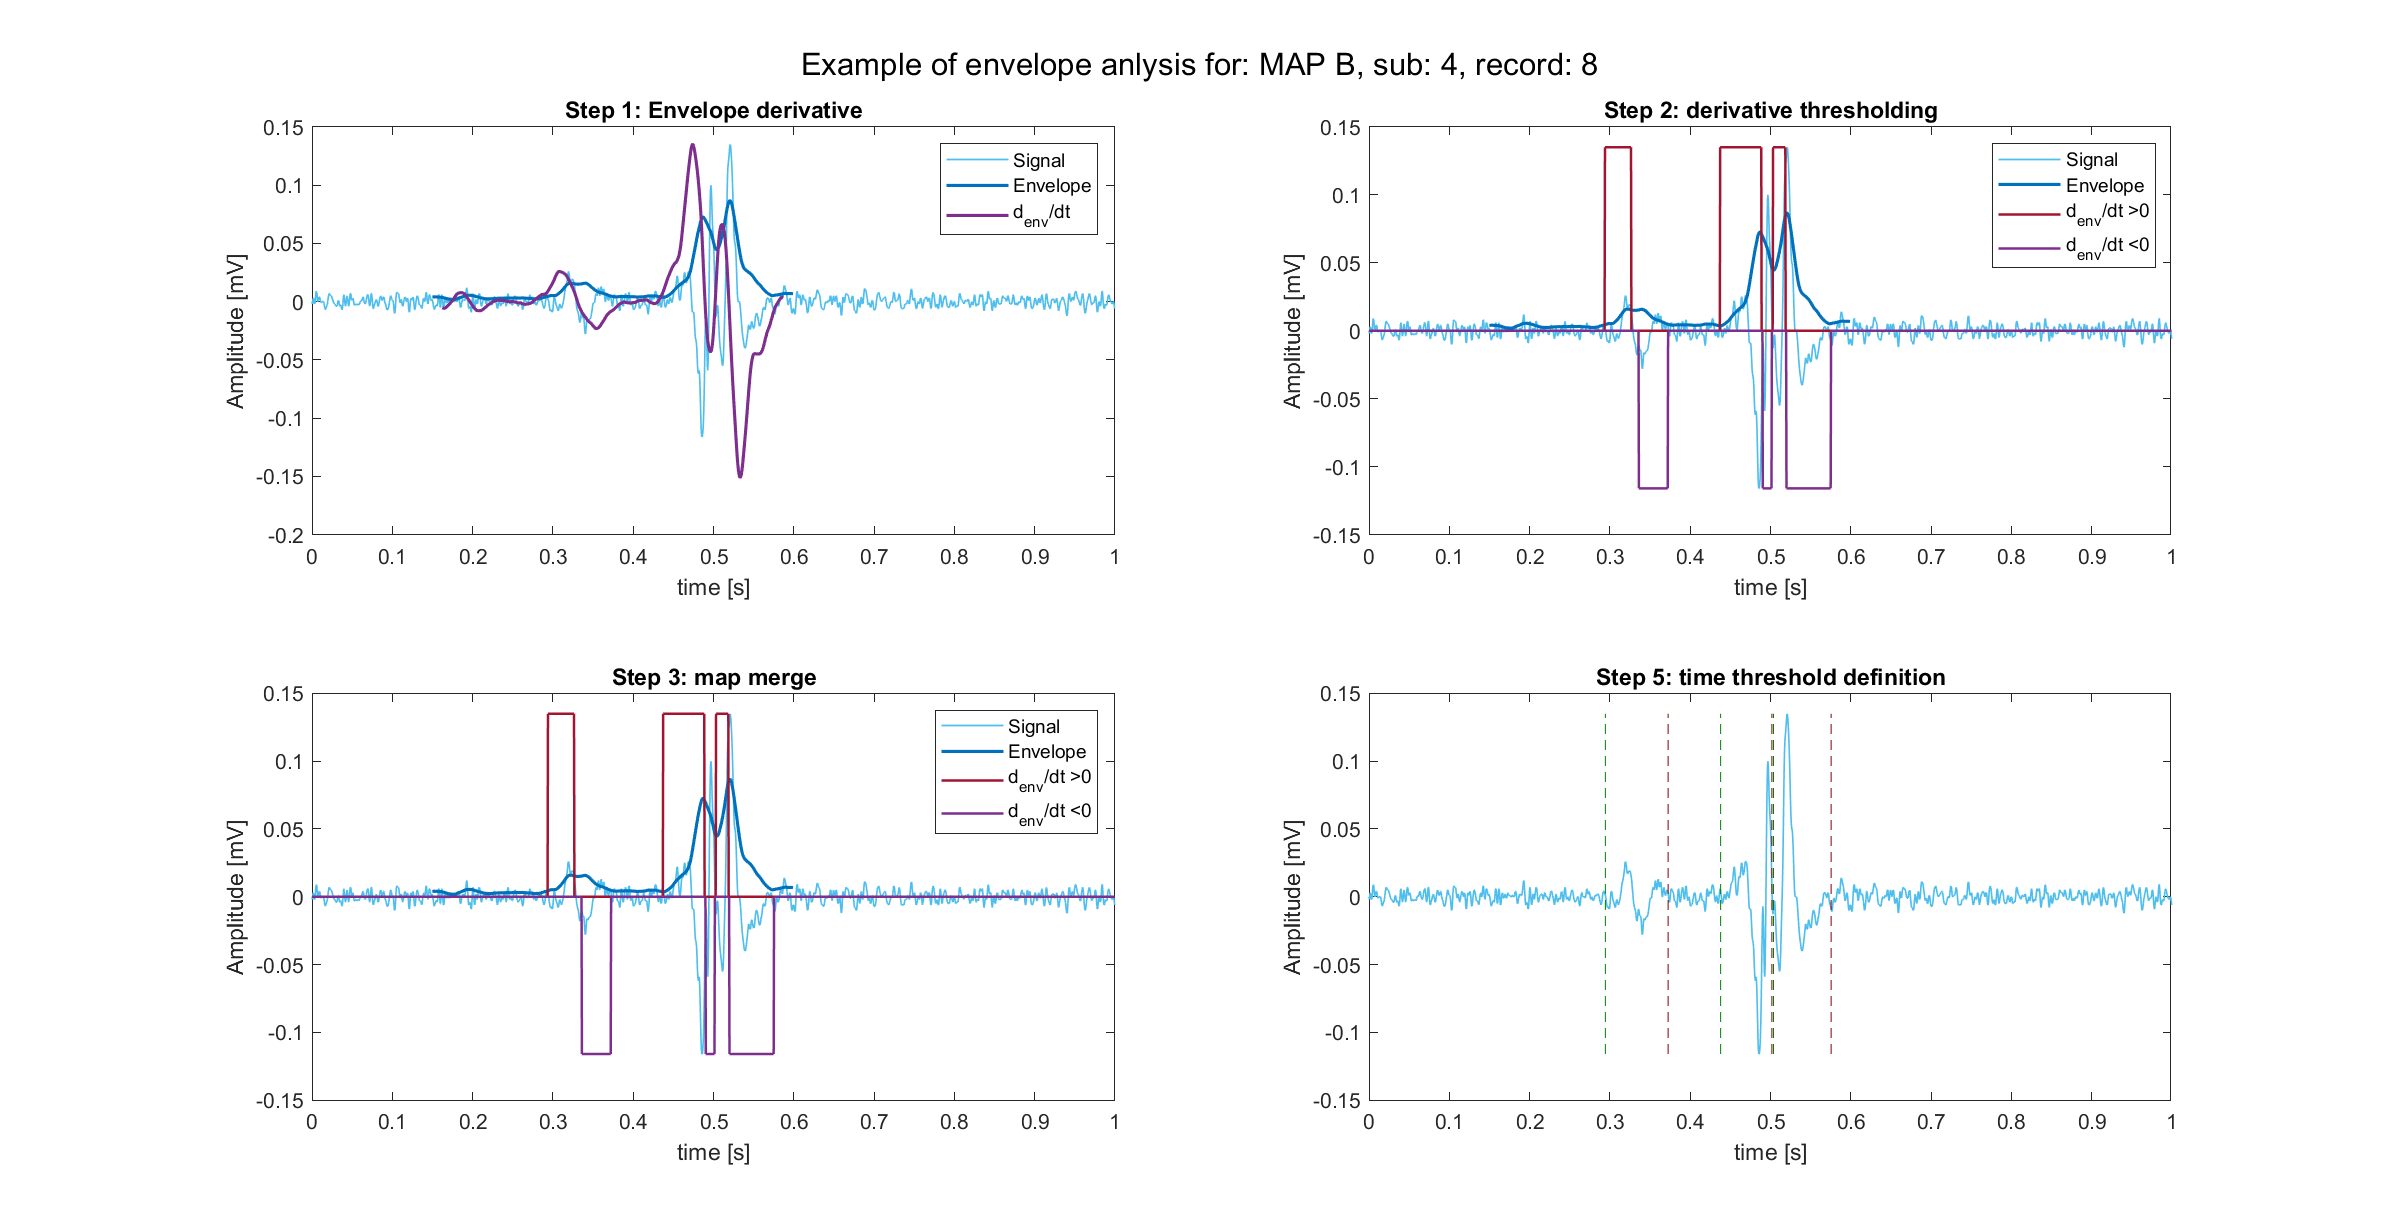 Example of envelope anlysis for: MAP B, sub: 4, record: 8
Step 1: Envelope derivative
0.15
0.1
0.05
0
-0.05
-0.1
-0.15
-0.2
Amplitude [mV]
0 0.1 0.2 0.3 0.4 0.5 0.6 0.7 0.8 0.9 1
time [s]
Signal
Envelope
d_env/dt
Step 2: derivative thresholding
0.15
0.1
0.05
0
-0.05
-0.1
-0.15
Amplitude [mV]
0 0.1 0.2 0.3 0.4 0.5 0.6 0.7 0.8 0.9 1
time [s]
Signal
Envelope
d_env/dt >0
d_env/dt <0
Step 3: map merge
0.15
0.1
0.05
0
-0.05
-0.1
-0.15
Amplitude [mV]
0 0.1 0.2 0.3 0.4 0.5 0.6 0.7 0.8 0.9 1
time [s]
Signal
Envelope
d_env/dt >0
d_env/dt <0
Step 5: time threshold definition
0.15
0.1
0.05
0
-0.05
-0.1
-0.15
Amplitude [mV]
0 0.1 0.2 0.3 0.4 0.5 0.6 0.7 0.8 0.9 1
time [s]